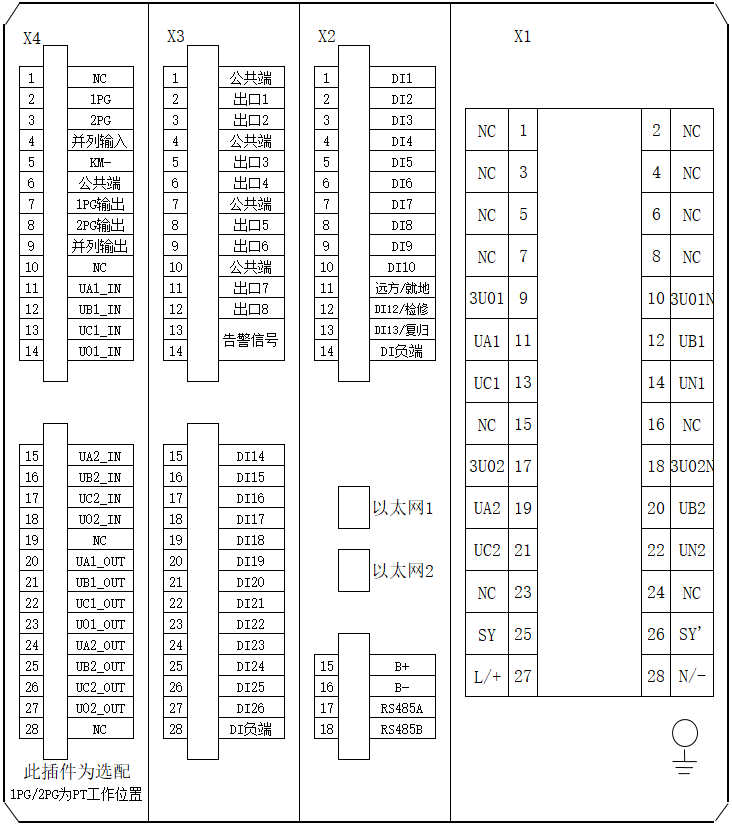 X4
1 NC
2 1PG
3 2PG
4 并列输入
5 KM-
6 公共端
7 1PG输出
8 2PG输出
9 并列输出
10 NC
11 UA1_IN
12 UB1_IN
13 UC1_IN
14 UO1_IN
15 UA2_IN
16 UB2_IN
17 UC2_IN
18 UO2_IN
19 NC
20 UA1_OUT
21 UB1_OUT
22 UC1_OUT
23 UO1_OUT
24 UA2_OUT
25 UB2_OUT
26 UC2_OUT
27 UO2_OUT
28 NC
此插件为选配
1PG/2PG为PT工作位置
X3
1 公共端
2 出口1
3 出口2
4 公共端
5 出口3
6 出口4
7 公共端
8 出口5
9 出口6
10 公共端
11 出口7
12 出口8
13
告警信号
14
15 DI14
16 DI15
17 DI16
18 DI17
19 DI18
20 DI19
21 DI20
22 DI21
23 DI22
24 DI23
25 DI24
26 DI25
27 DI26
28 DI负端
X2
1 DI1
2 DI2
3 DI3
4 DI4
5 DI5
6 DI6
7 DI7
8 DI8
9 DI9
10 DI10
11 远方/就地
12 DI12/检修
13 DI13/复归
14 DI负端
以太网1
以太网2
15 B+
16 B-
17 RS485A
18 RS485B
X1
NC 1 2 NC
NC 3 4 NC
NC 5 6 NC
NC 7 8 NC
3U01 9 10 3U01N
UA1 11 12 UB1
UC1 13 14 UN1
NC 15 16 NC
3U02 17 18 3U02N
UA2 19 20 UB2
UC2 21 22 UN2
NC 23 24 NC
SY 25 26 SY'
L/+ 27 28 N/-